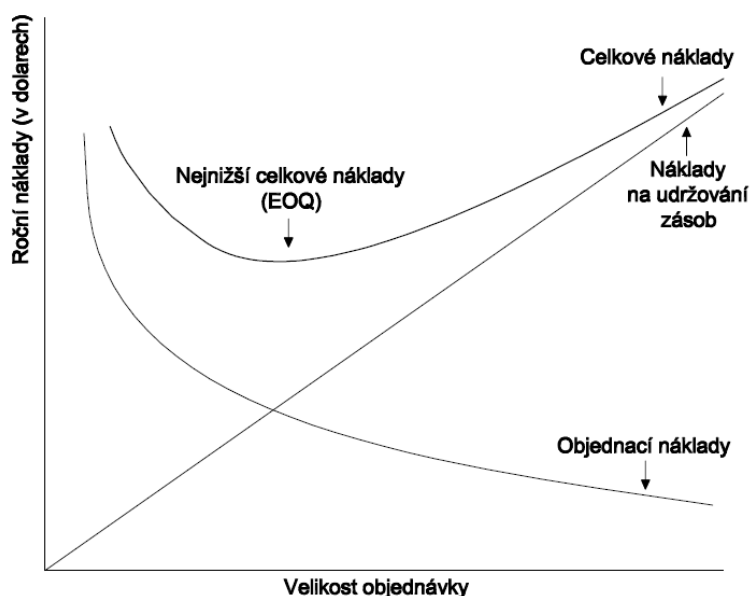 Roční náklady (v dolarech)
Celkové náklady
Nejnižší celkové náklady
(EOQ)
Náklady
na udržování
zásob
Objednací náklady
Velikost objednávky